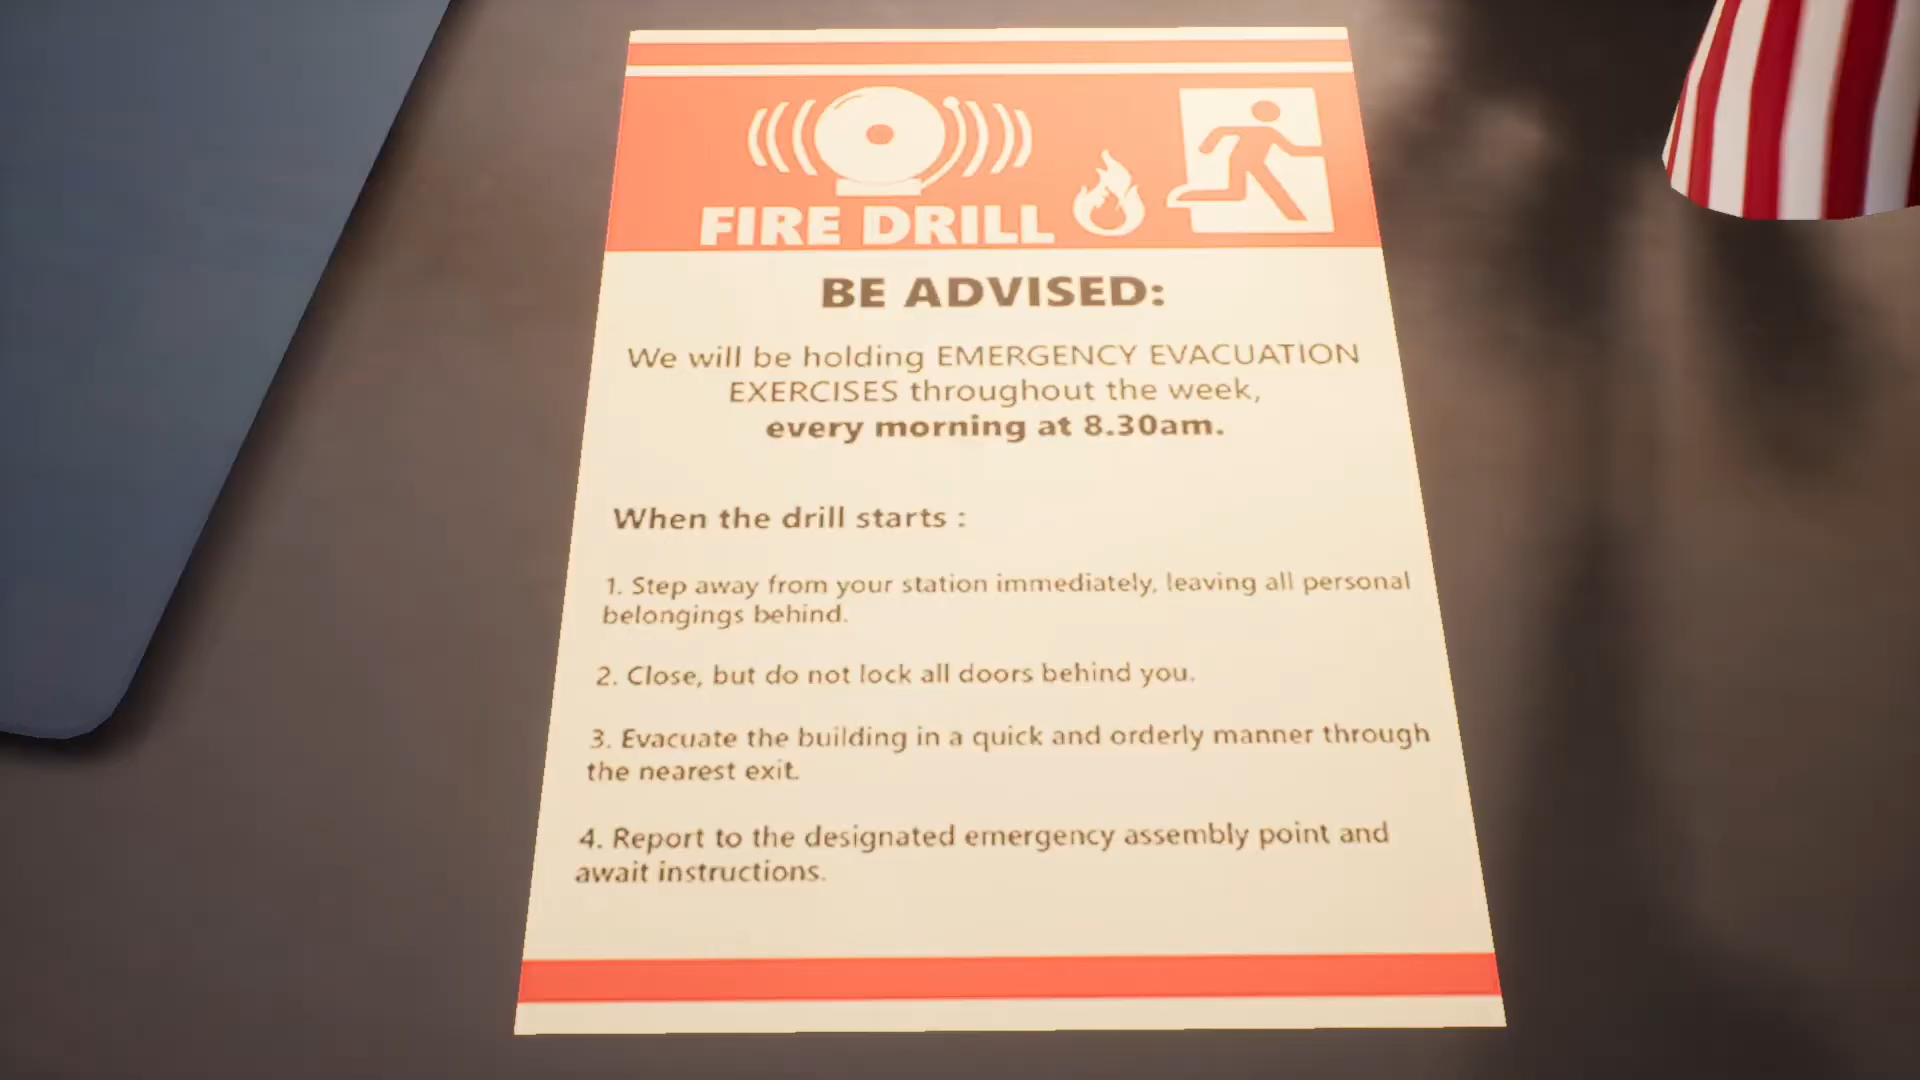 FIRE DRILL
BE ADVISED:
We will be holding EMERGENCY EVACUATION
EXERCISES throughout the week,
every morning at 8.30am.
When the drill starts :
1. Step away from your station immediately, leaving all personal
belongings behind.
2. Close, but do not lock all doors behind you.
3. Evacuate the building in a quick and orderly manner through
the nearest exit.
4. Report to the designated emergency assembly point and
await instructions.